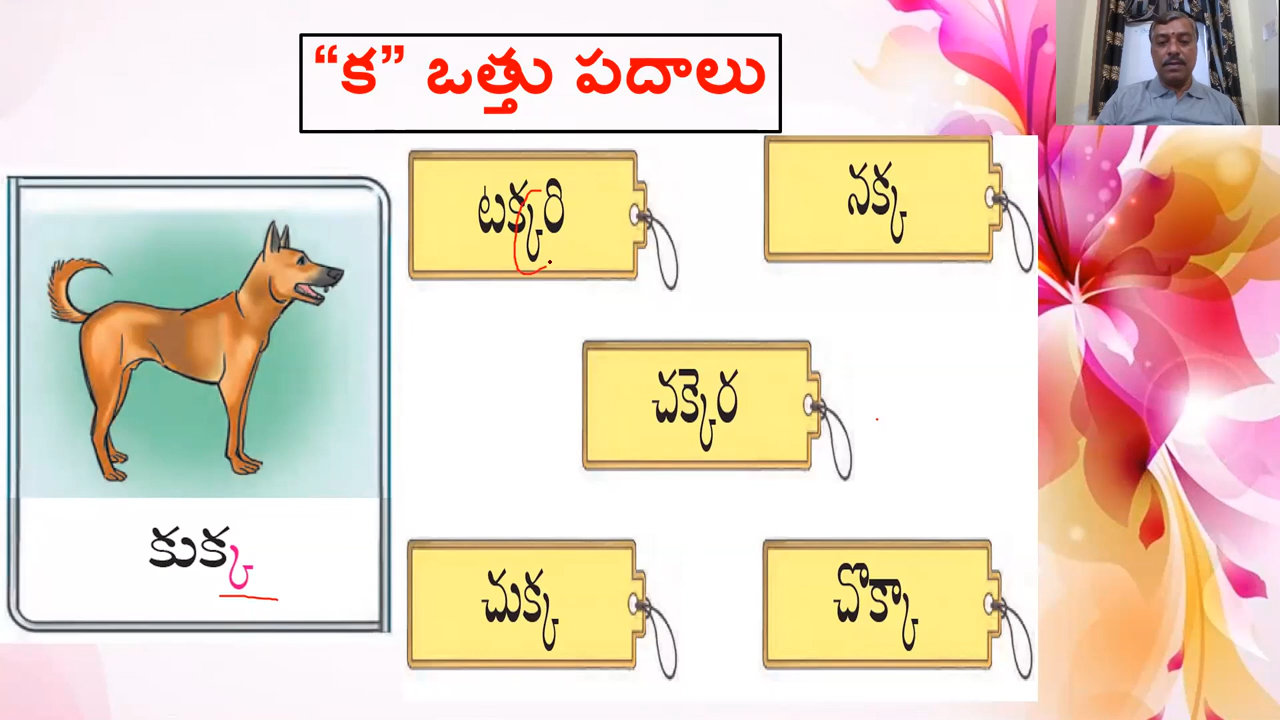 “క” ఒత్తు పదాలు
టక్కరి
నక్క
చక్కెర
కుక్క
చుక్క
చొక్కా